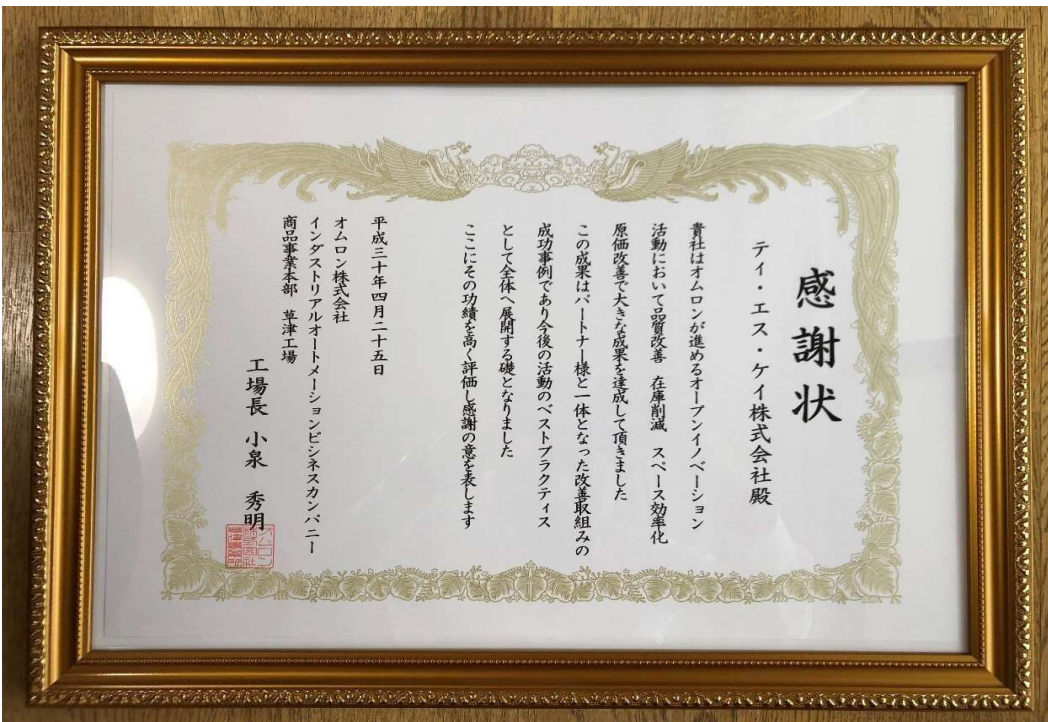 感謝状
ティ・エス・ケイ株式会社殿
貴社はオムロンが進めるオープンイノベーション
活動において品質改善 在庫削減 スペース効率化
原価改善で大きな成果を達成して頂きました
この成果はパートナー様と一体となった改善取組みの
成功事例であり今後の活動のベストプラクティス
として全体へ展開する礎となりました
ここにその功績を高く評価し感謝の意を表します
平成三十年四月二十五日
オムロン株式会社
インダストリアルオートメーションビジネスカンパニー
商品事業本部 草津工場
工場長 小泉 秀明
オムロン
株式会社